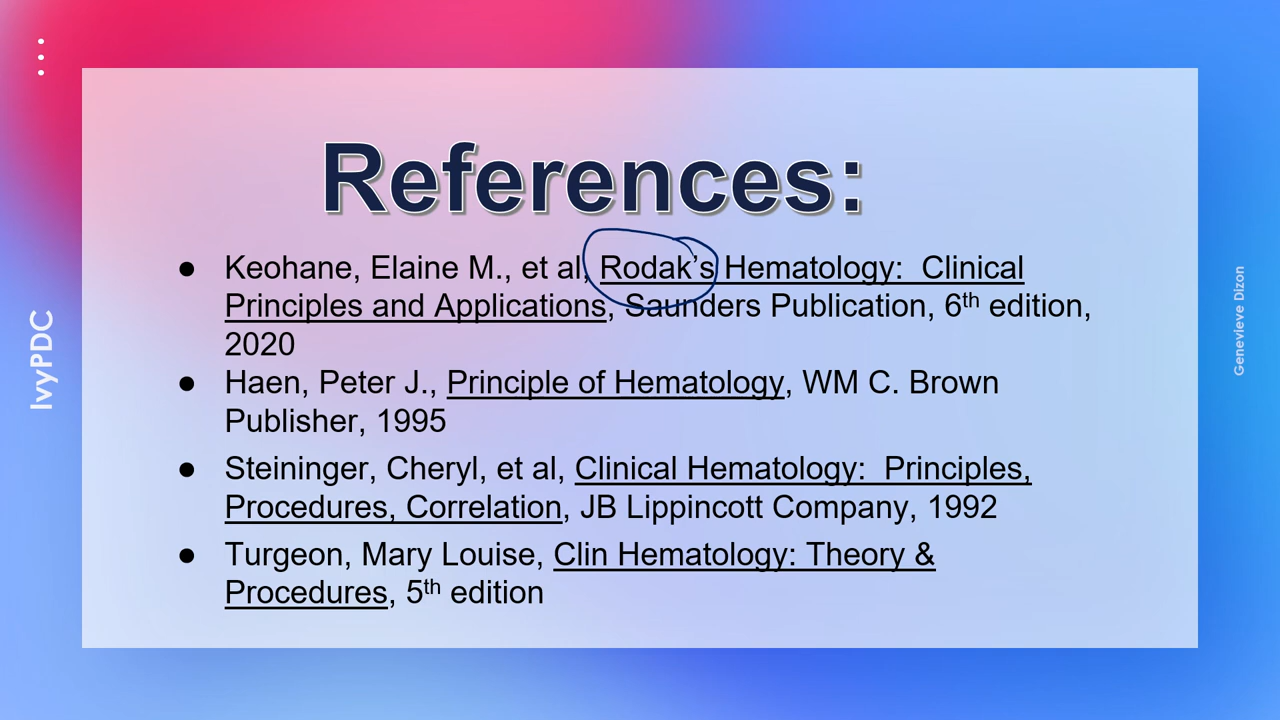 References:
● Keohane, Elaine M., et al, Rodak's Hematology:  Clinical
Principles and Applications, Saunders Publication, 6th edition,
2020
● Haen, Peter J., Principle of Hematology, WM C. Brown
Publisher, 1995
● Steininger, Cheryl, et al, Clinical Hematology:  Principles,
Procedures, Correlation, JB Lippincott Company, 1992
● Turgeon, Mary Louise, Clin Hematology: Theory &
Procedures, 5th edition
IvyPDC
Genevieve Dizon